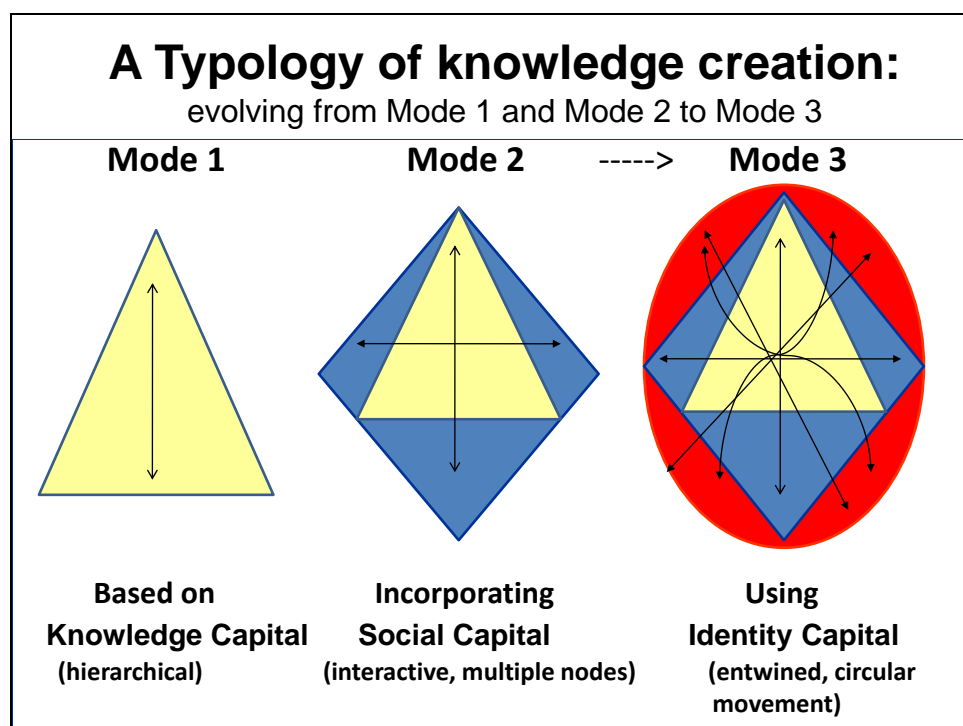 A Typology of knowledge creation:
evolving from Mode 1 and Mode 2 to Mode 3
Mode 1 Mode 2 -----> Mode 3
Based on
Knowledge Capital
(hierarchical)
Incorporating
Social Capital
(interactive, multiple nodes)
Using
Identity Capital
(entwined, circular
movement)